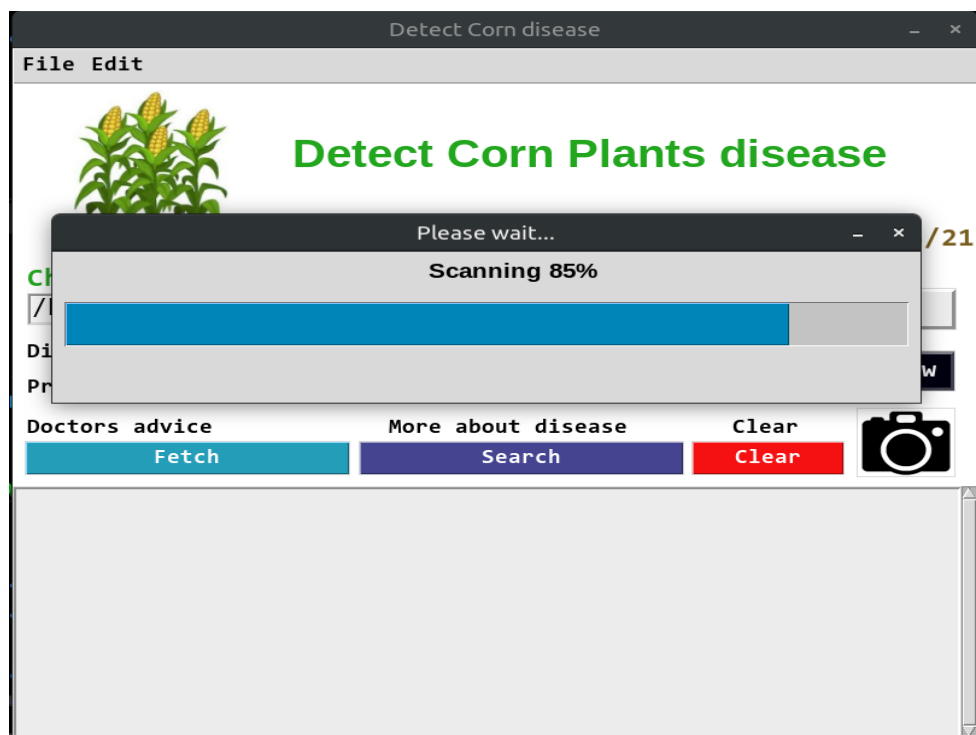 Detect Corn disease
File Edit
Detect Corn Plants disease
Please wait...
/21
Scanning 85%
Doctors advice More about disease Clear
Fetch Search Clear